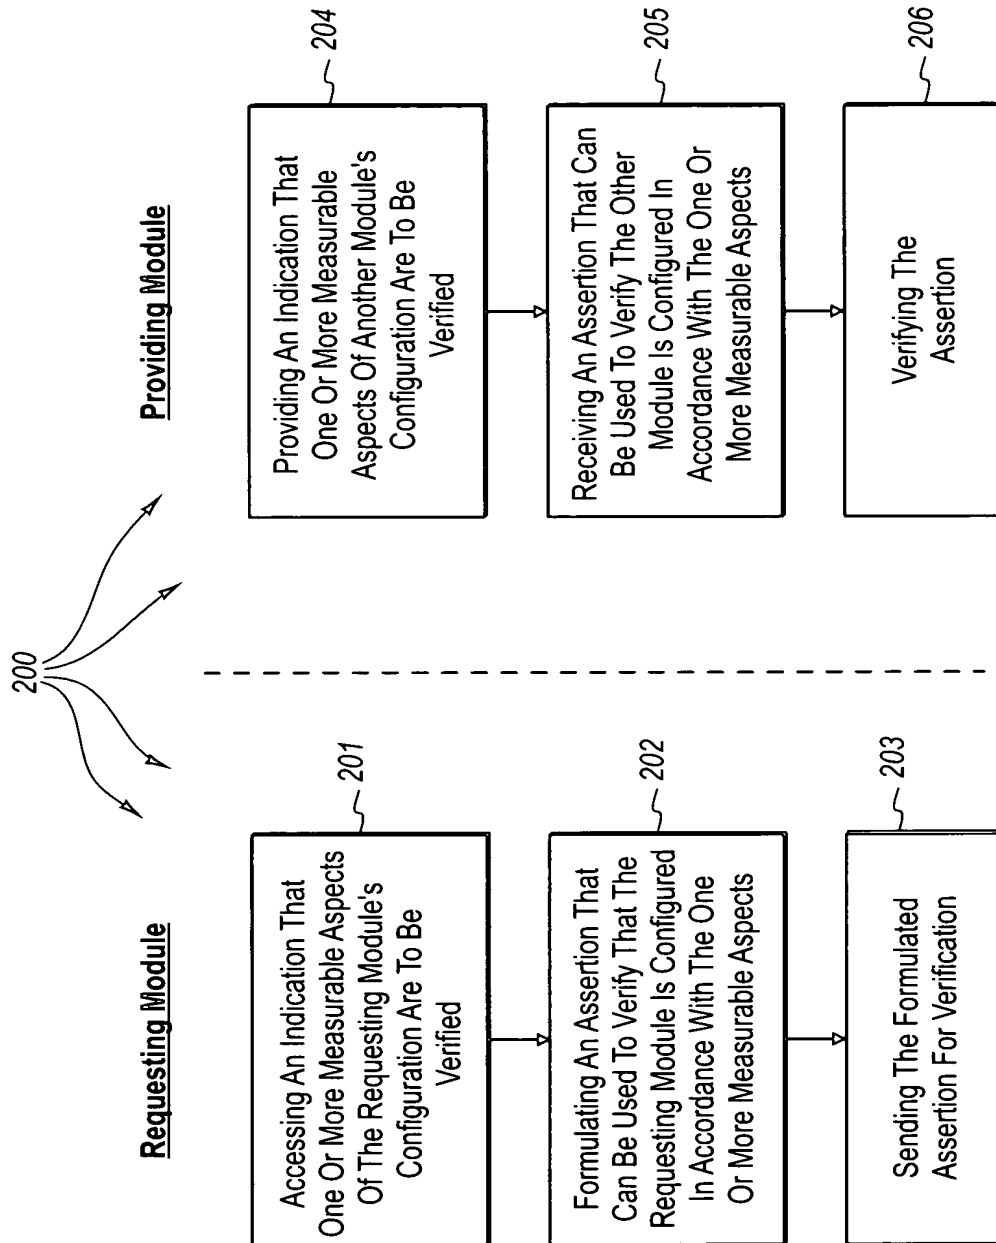 200
Requesting Module
Accessing An Indication That
One Or More Measurable Aspects
Of The Requesting Module's
Configuration Are To Be
Verified
201
Formulating An Assertion That
Can Be Used To Verify That The
Requesting Module Is Configured
In Accordance With The One
Or More Measurable Aspects
202
Sending The Formulated
Assertion For Verification
203
Providing Module
Providing An Indication That
One Or More Measurable
Aspects Of Another Module's
Configuration Are To Be
Verified
204
Receiving An Assertion That Can
Be Used To Verify The Other
Module Is Configured In
Accordance With The One Or
More Measurable Aspects
205
Verifying The
Assertion
206